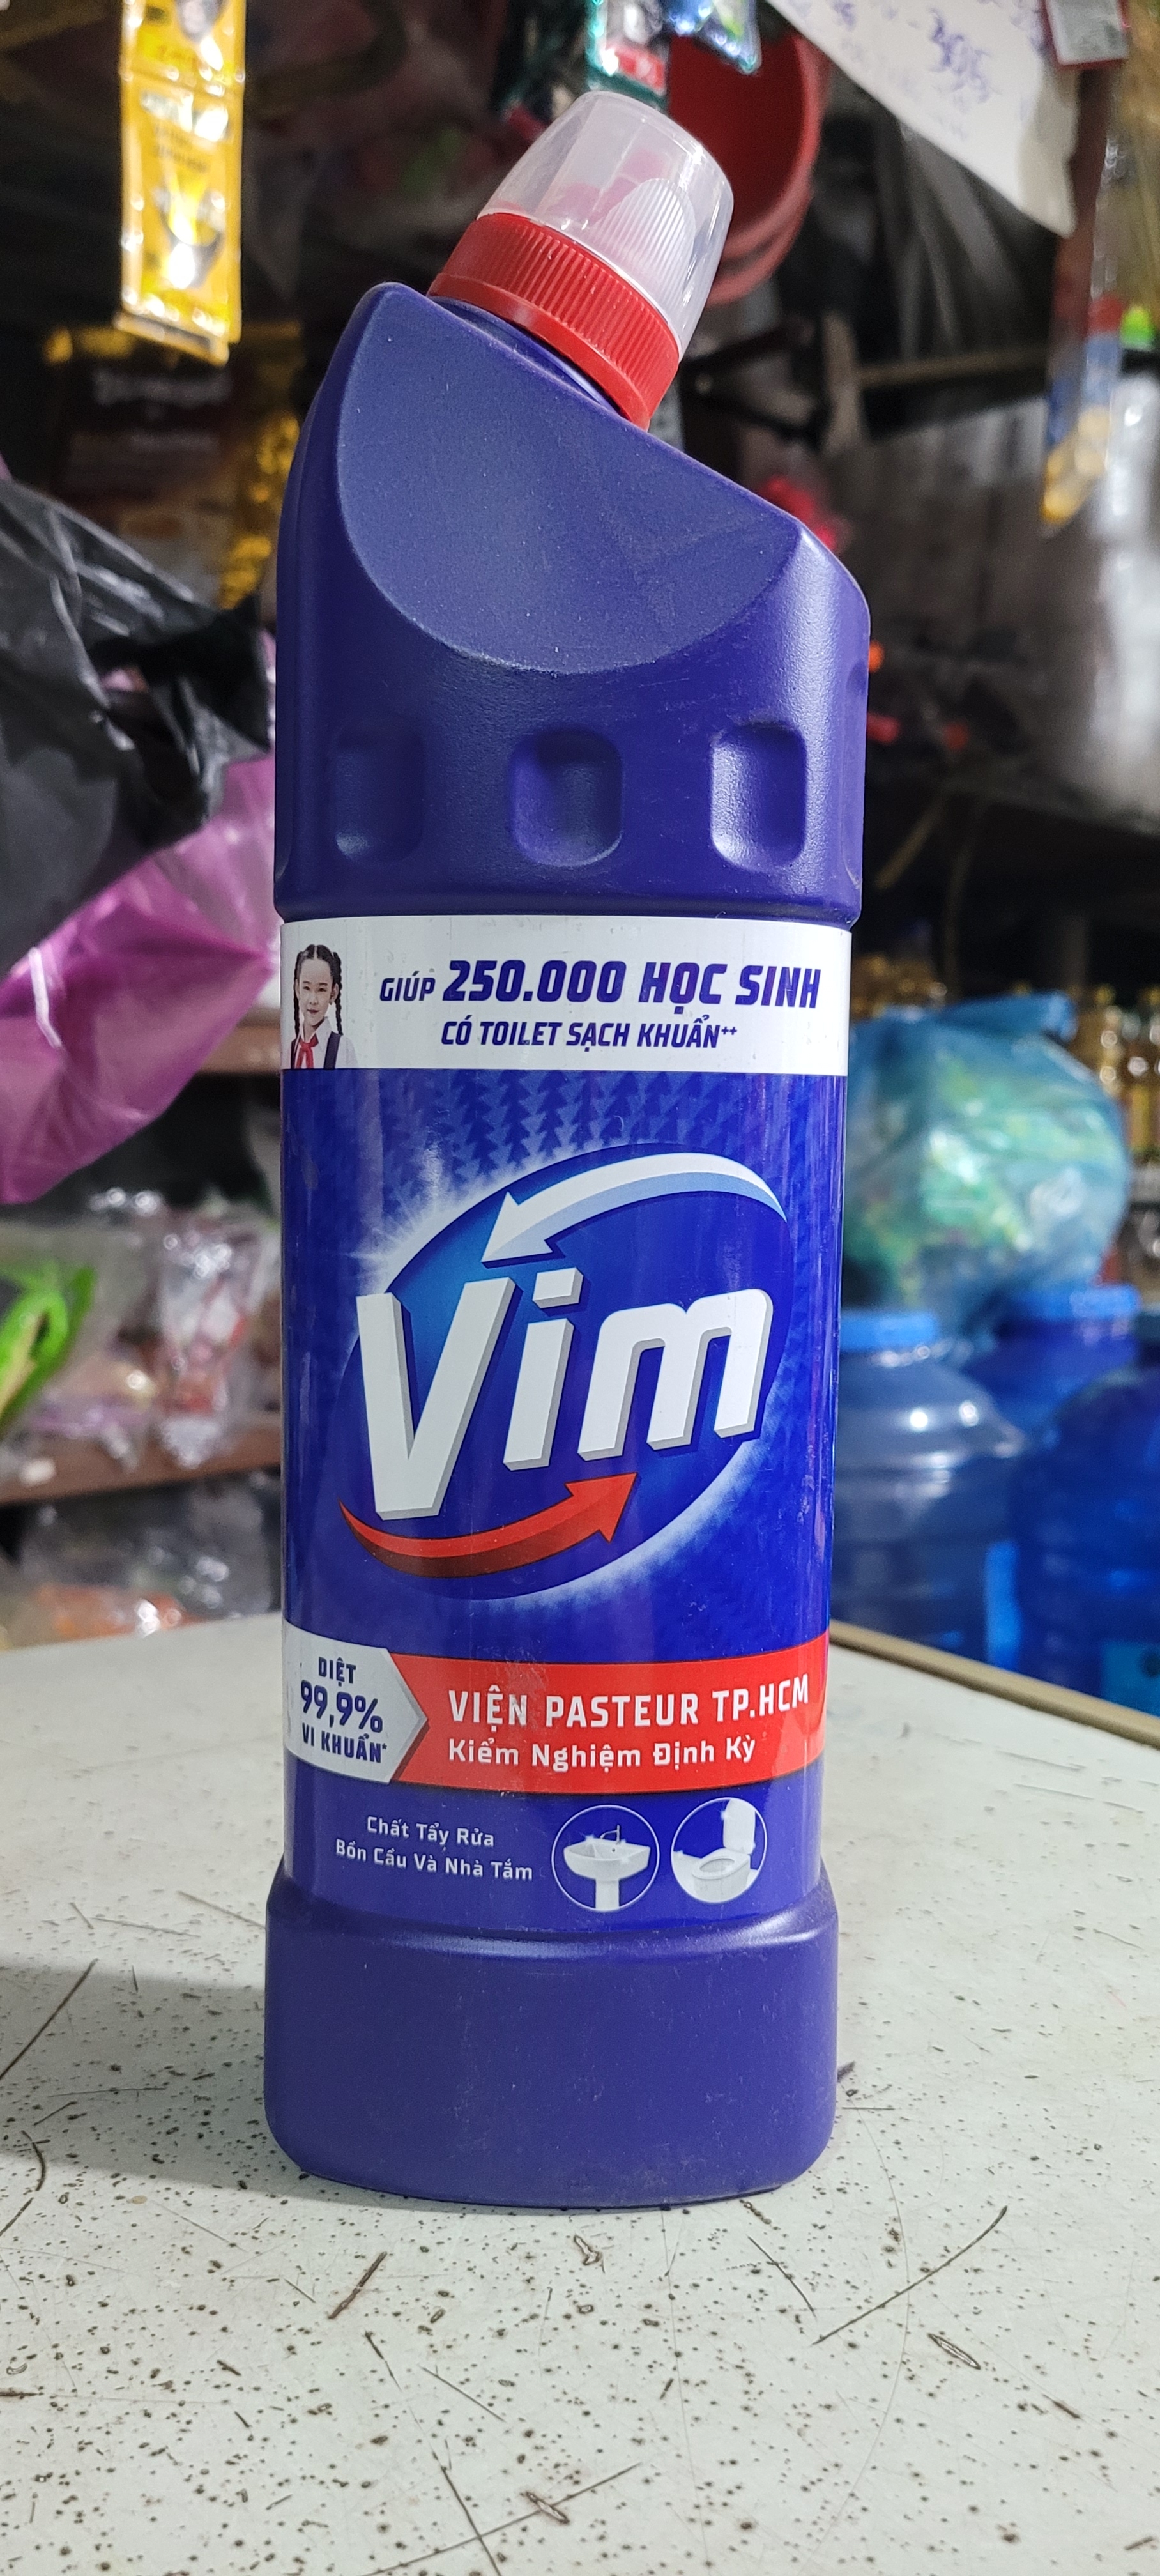 GIÚP 250.000 HỌC SINH
CÓ TOILET SẠCH KHUẨN++
Vim
DIỆT
99,9%
VI KHUẨN*
VIỆN PASTEUR TP.HCM
Kiểm Nghiệm Định Kỳ
Chất Tẩy Rửa
Bồn Cầu Và Nhà Tắm